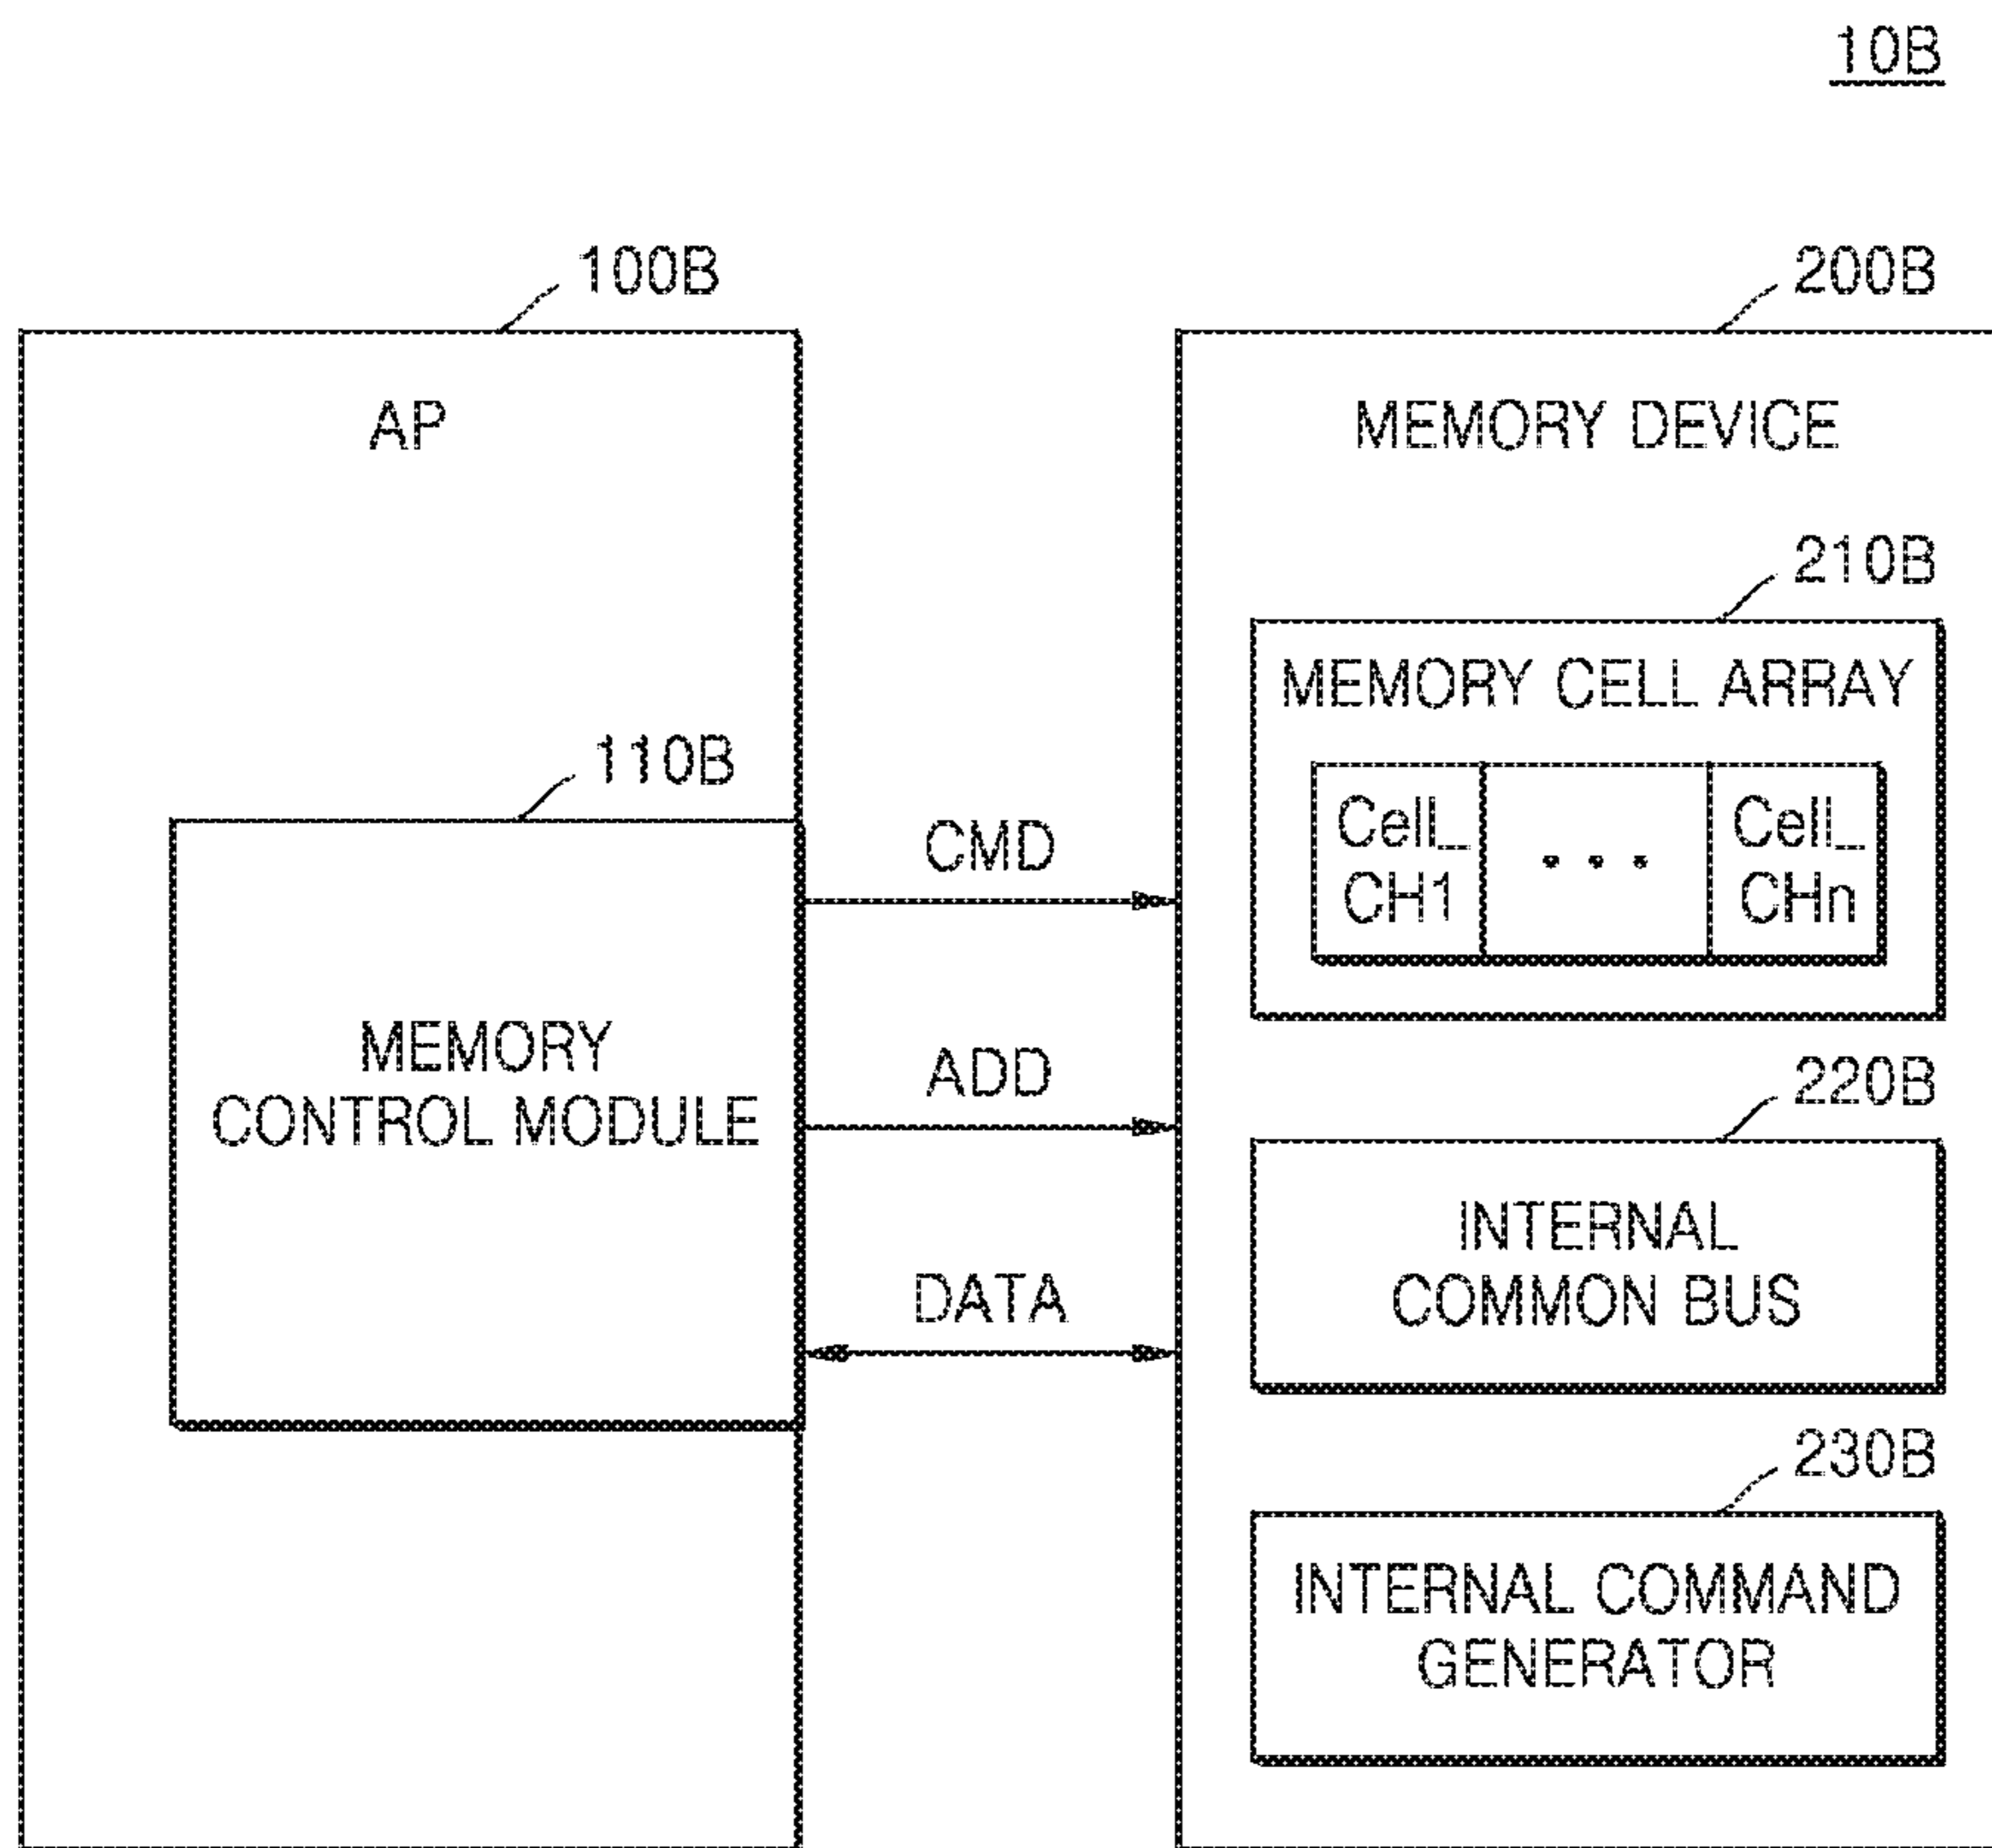 10B
100B
200B
AP
MEMORY DEVICE
210B
MEMORY CELL ARRAY
Cell_
CH1
• • •
Cell_
CHn
110B
MEMORY
CONTROL MODULE
CMD
ADD
DATA
220B
INTERNAL
COMMON BUS
230B
INTERNAL COMMAND
GENERATOR